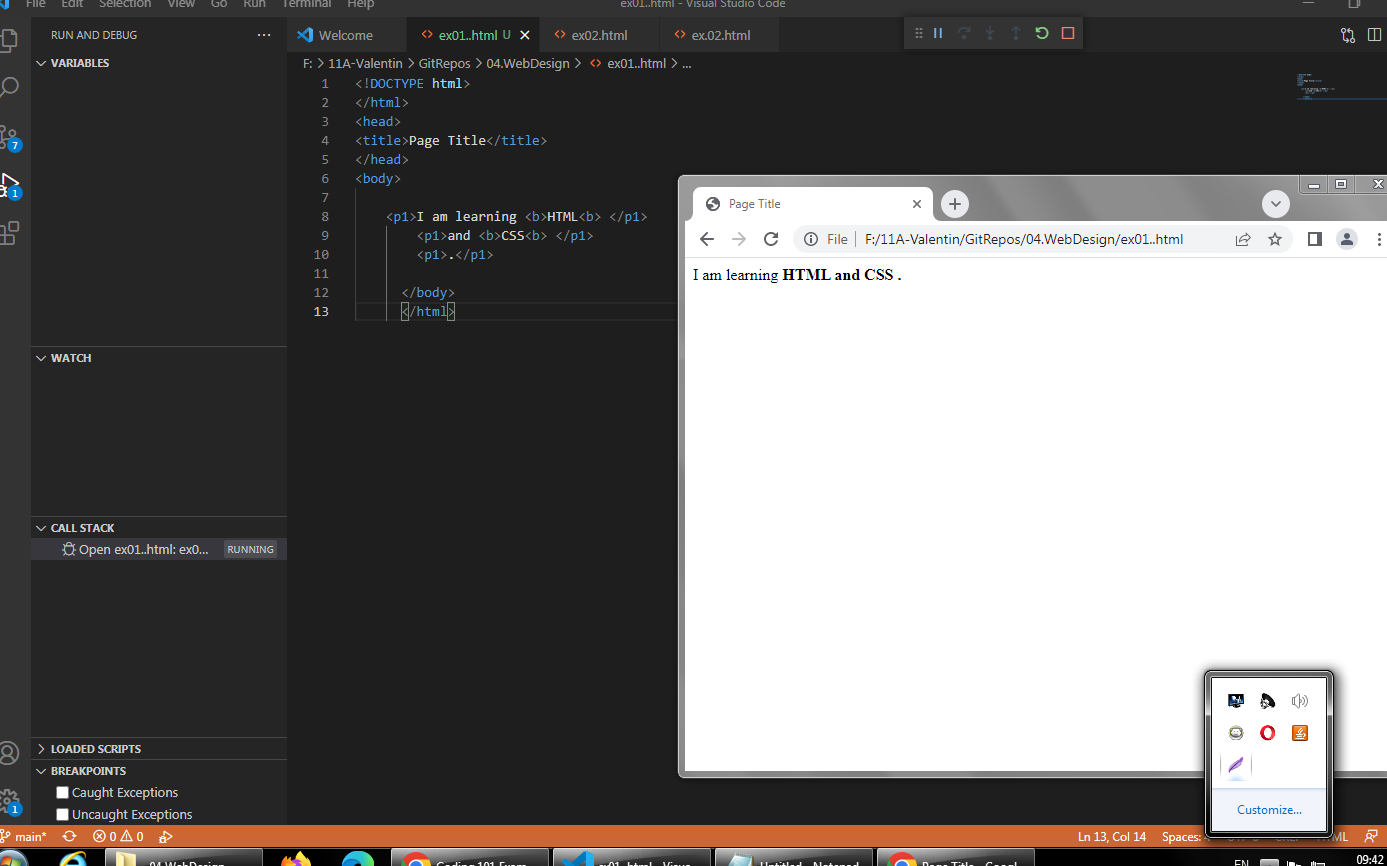 File Edit Selection View Go Run Terminal Help
ex01..html - Visual Studio Code
RUN AND DEBUG
Welcome
ex01..html U
ex02.html
ex.02.html
VARIABLES
F: > 11A-Valentin > GitRepos > 04.WebDesign > ex01..html > ...
1 <!DOCTYPE html>
2 </html>
3 <head>
4 <title>Page Title</title>
5 </head>
6 <body>
7
8 <p1>I am learning <b>HTML<b> </p1>
9 <p1>and <b>CSS<b> </p1>
10 <p1>.</p1>
11
12 </body>
13 </html>
7
1
Page Title
File
F:/11A-Valentin/GitRepos/04.WebDesign/ex01..html
I am learning HTML and CSS .
WATCH
CALL STACK
Open ex01..html: ex0...
RUNNING
LOADED SCRIPTS
BREAKPOINTS
Caught Exceptions
Uncaught Exceptions
1
Customize...
main*
0 0
Ln 13, Col 14
Spaces:
04.WebDesign
Coding 101 Exam
ex01..html - Visu
Untitled - Notepad
Page Title - Googl
EN
09:42